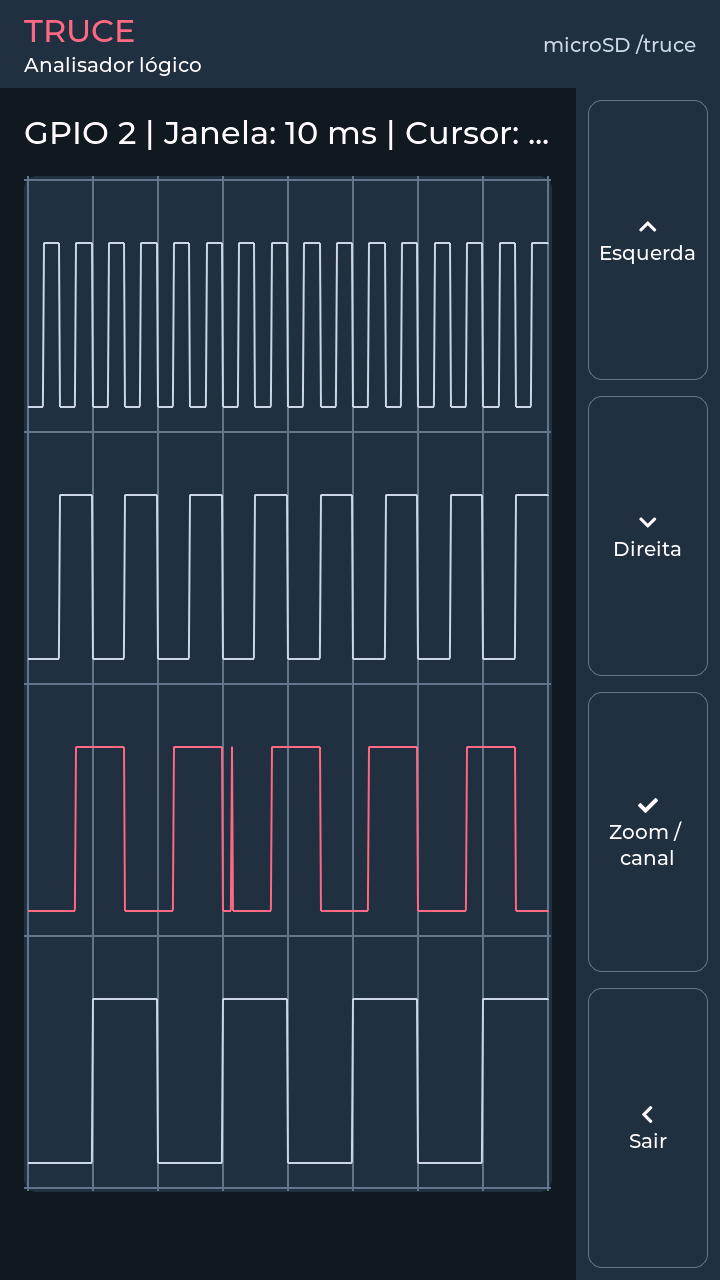 TRUCE
Analisador lógico
microSD /truce
GPIO 2 | Janela: 10 ms | Cursor: ...
Esquerda
Direita
Zoom /
canal
Sair